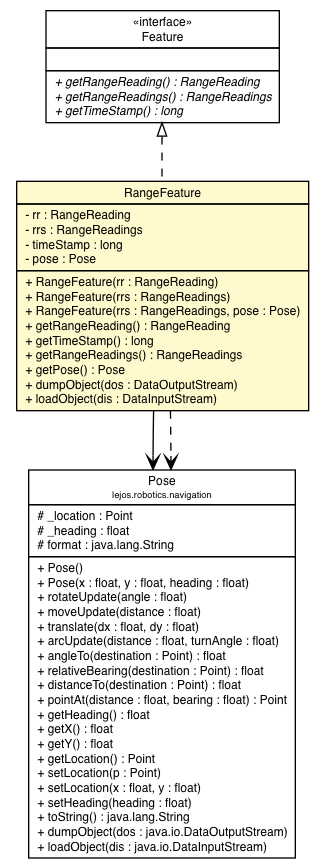 «interface»
Feature
+ getRangeReading() : RangeReading
+ getRangeReadings() : RangeReadings
+ getTimeStamp() : long
RangeFeature
- rr : RangeReading
- rrs : RangeReadings
- timeStamp : long
- pose : Pose
+ RangeFeature(rr : RangeReading)
+ RangeFeature(rrs : RangeReadings)
+ RangeFeature(rrs : RangeReadings, pose : Pose)
+ getRangeReading() : RangeReading
+ getTimeStamp() : long
+ getRangeReadings() : RangeReadings
+ getPose() : Pose
+ dumpObject(dos : DataOutputStream)
+ loadObject(dis : DataInputStream)
Pose
lejos.robotics.navigation
# _location : Point
# _heading : float
# format : java.lang.String
+ Pose()
+ Pose(x : float, y : float, heading : float)
+ rotateUpdate(angle : float)
+ moveUpdate(distance : float)
+ translate(dx : float, dy : float)
+ arcUpdate(distance : float, turnAngle : float)
+ angleTo(destination : Point) : float
+ relativeBearing(destination : Point) : float
+ distanceTo(destination : Point) : float
+ pointAt(distance : float, bearing : float) : Point
+ getHeading() : float
+ getX() : float
+ getY() : float
+ getLocation() : Point
+ setLocation(p : Point)
+ setLocation(x : float, y : float)
+ setHeading(heading : float)
+ toString() : java.lang.String
+ dumpObject(dos : java.io.DataOutputStream)
+ loadObject(dis : java.io.DataInputStream)